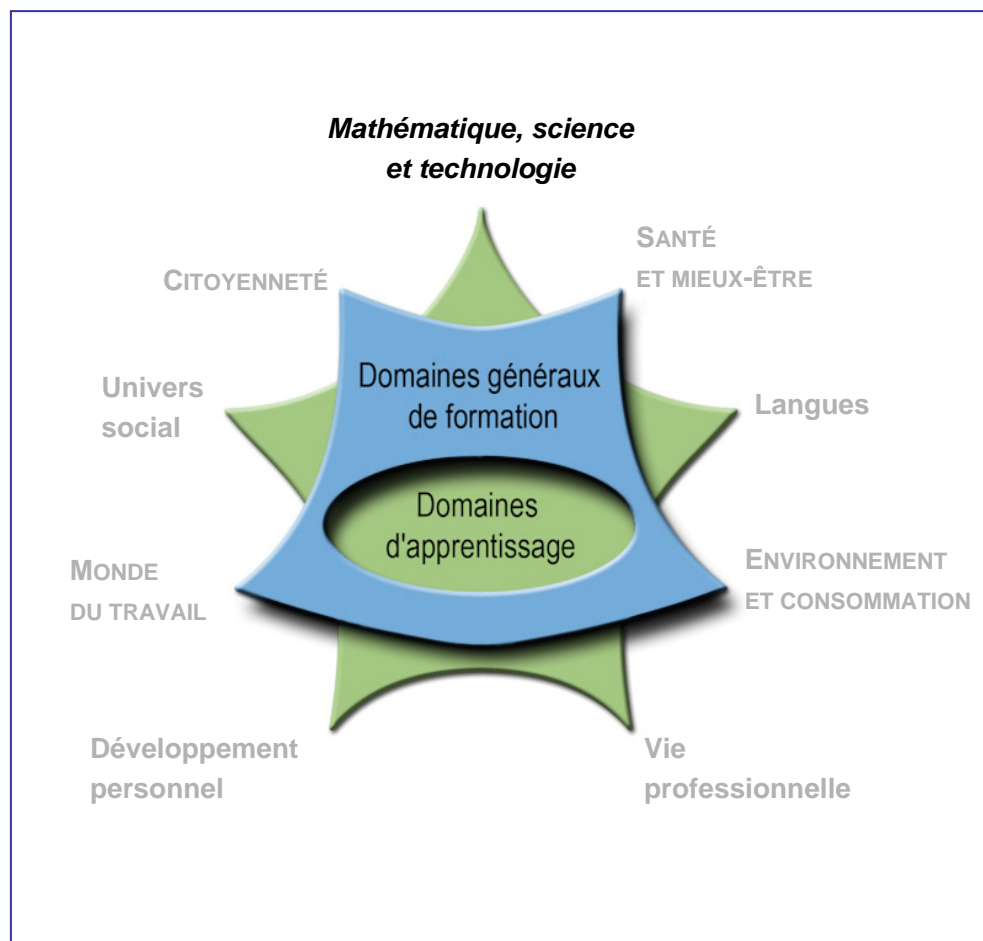 Mathématique, science
et technologie
SANTÉ
ET MIEUX-ÊTRE
CITOYENNETÉ
Domaines généraux
de formation
Univers
social
Langues
Domaines
d'apprentissage
MONDE
DU TRAVAIL
ENVIRONNEMENT
ET CONSOMMATION
Développement
personnel
Vie
professionnelle